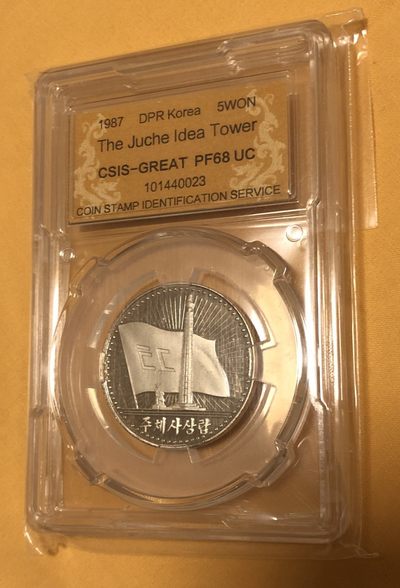 1987 DPR Korea 5WON
The Juche Idea Tower
CSIS-GREAT PF68 UC
101440023
COIN STAMP IDENTIFICATION SERVICE
주체사상탑